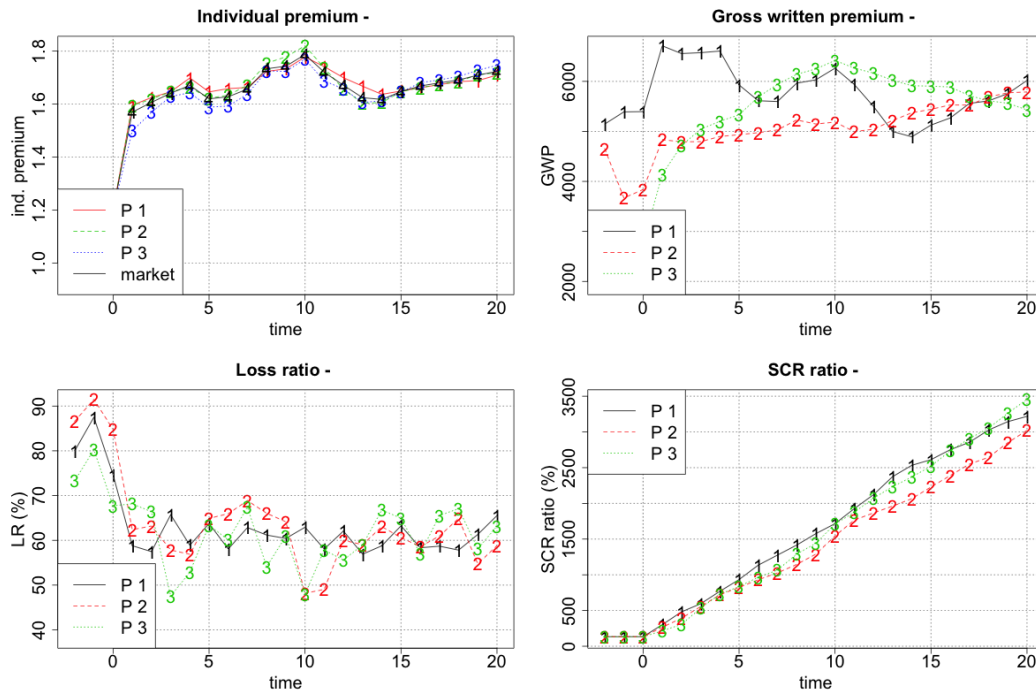 Individual premium -
ind. premium
1.0
1.2
1.4
1.6
1.8
P 1
P 2
P 3
market
0
5
10
15
20
time
Gross written premium -
GWP
2000
4000
6000
P 1
P 2
P 3
0
5
10
15
20
time
Loss ratio -
LR (%)
40
50
60
70
80
90
P 1
P 2
P 3
0
5
10
15
20
time
SCR ratio -
SCR ratio (%)
0
500
1500
2500
3500
P 1
P 2
P 3
0
5
10
15
20
time